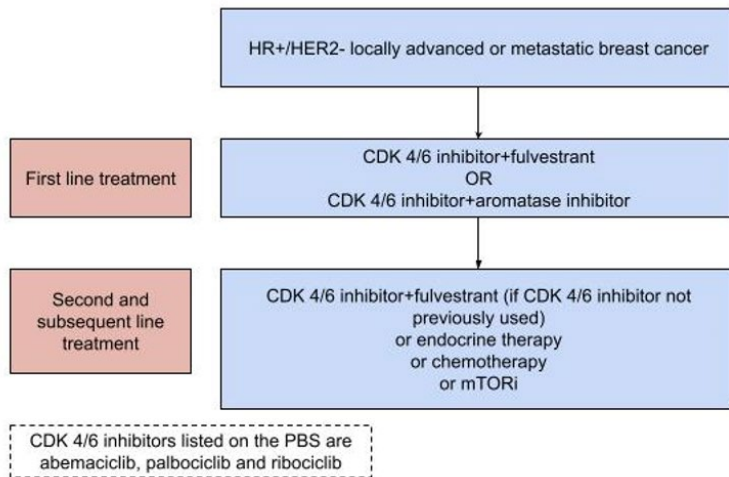 HR+/HER2- locally advanced or metastatic breast cancer
First line treatment
CDK 4/6 inhibitor+fulvestrant
OR
CDK 4/6 inhibitor+aromatase inhibitor
Second and
subsequent line
treatment
CDK 4/6 inhibitor+fulvestrant (if CDK 4/6 inhibitor not
previously used)
or endocrine therapy
or chemotherapy
or mTORi
CDK 4/6 inhibitors listed on the PBS are
abemaciclib, palbociclib and ribociclib